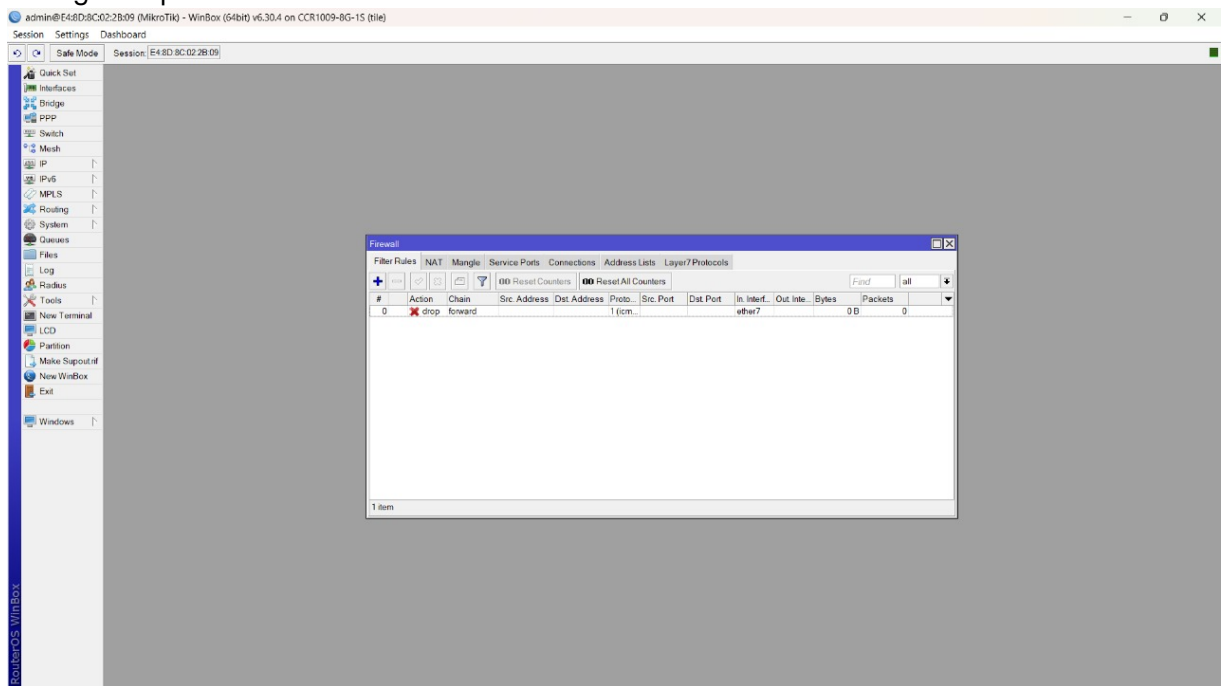 admin@E4:8D:8C:02:2B:09 (MikroTik) - WinBox (64bit) v6.30.4 on CCR1009-8G-1S (tile)
Session Settings Dashboard
Safe Mode Session: E4:8D:8C:02:2B:09
Quick Set
Interfaces
Bridge
PPP
Switch
Mesh
IP
IPv6
MPLS
Routing
System
Queues
Files
Log
Radius
Tools
New Terminal
LCD
Partition
Make Supout.rif
New WinBox
Exit
Windows
RouterOS WinBox
Firewall
Filter Rules NAT Mangle Service Ports Connections Address Lists Layer7 Protocols
00 Reset Counters 00 Reset All Counters Find all
# Action Chain Src. Address Dst. Address Proto... Src. Port Dst. Port In. Interf... Out. Inte... Bytes Packets
0 drop forward 1 (icm... ether7 0 B 0
1 item